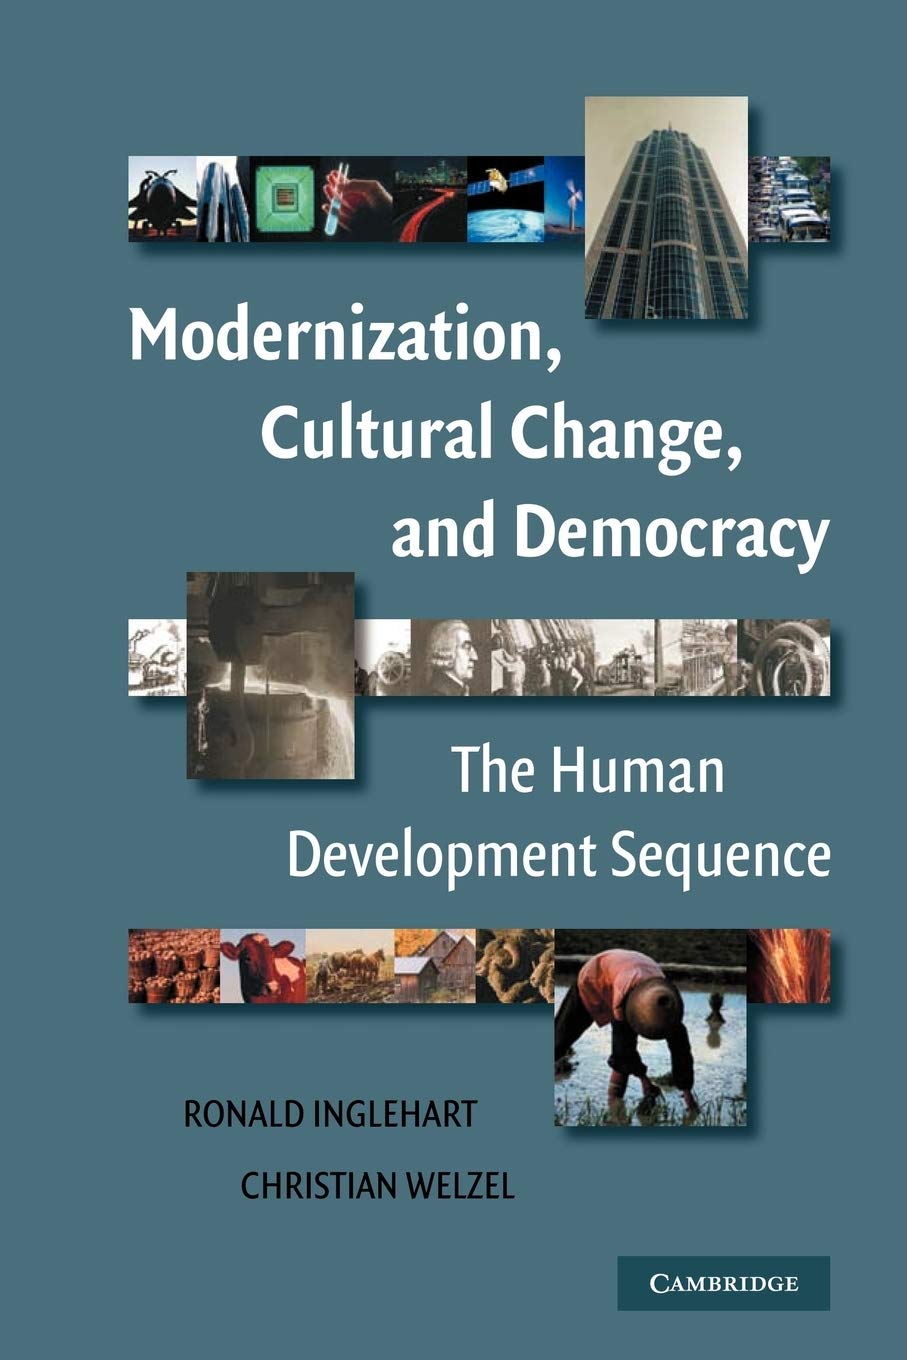 Modernization,
Cultural Change,
and Democracy
The Human
Development Sequence
RONALD INGLEHART
CHRISTIAN WELZEL
CAMBRIDGE